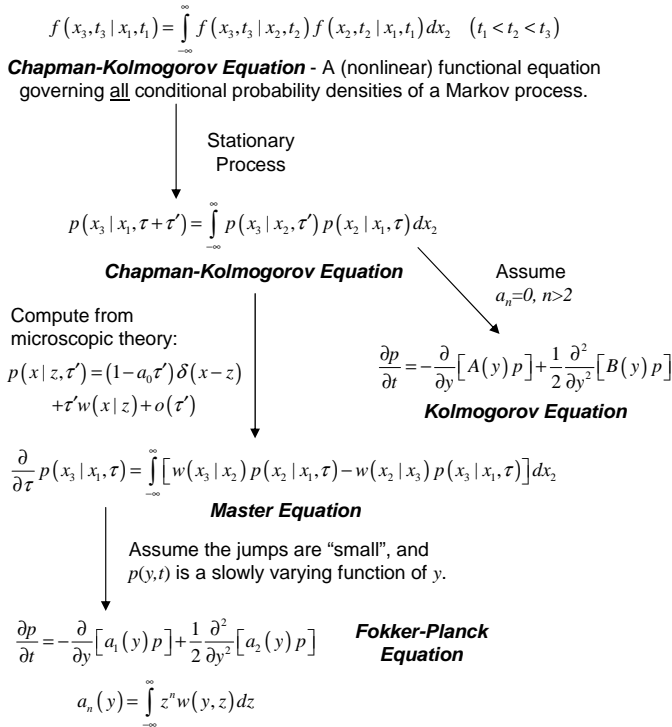 f(x₃,t₃ | x₁,t₁) = ∫_{−∞}^{∞} f(x₃,t₃ | x₂,t₂) f(x₂,t₂ | x₁,t₁) dx₂   (t₁ < t₂ < t₃)
Chapman-Kolmogorov Equation - A (nonlinear) functional equation
governing all conditional probability densities of a Markov process.
Stationary
Process
p(x₃ | x₁,τ+τ′) = ∫_{−∞}^{∞} p(x₃ | x₂,τ′) p(x₂ | x₁,τ) dx₂
Chapman-Kolmogorov Equation
Assume
aₙ=0, n>2
Compute from
microscopic theory:
p(x | z,τ′) = (1−a₀τ′)δ(x−z)
+τ′w(x | z)+o(τ′)
∂p/∂t = −∂/∂y [A(y) p] + 1/2 ∂²/∂y² [B(y) p]
Kolmogorov Equation
∂/∂τ p(x₃ | x₁,τ) = ∫_{−∞}^{∞} [w(x₃ | x₂) p(x₂ | x₁,τ) − w(x₂ | x₃) p(x₃ | x₁,τ)] dx₂
Master Equation
Assume the jumps are “small”, and
p(y,t) is a slowly varying function of y.
∂p/∂t = −∂/∂y [a₁(y) p] + 1/2 ∂²/∂y² [a₂(y) p]
Fokker-Planck
Equation
aₙ(y) = ∫_{−∞}^{∞} zⁿ w(y,z) dz